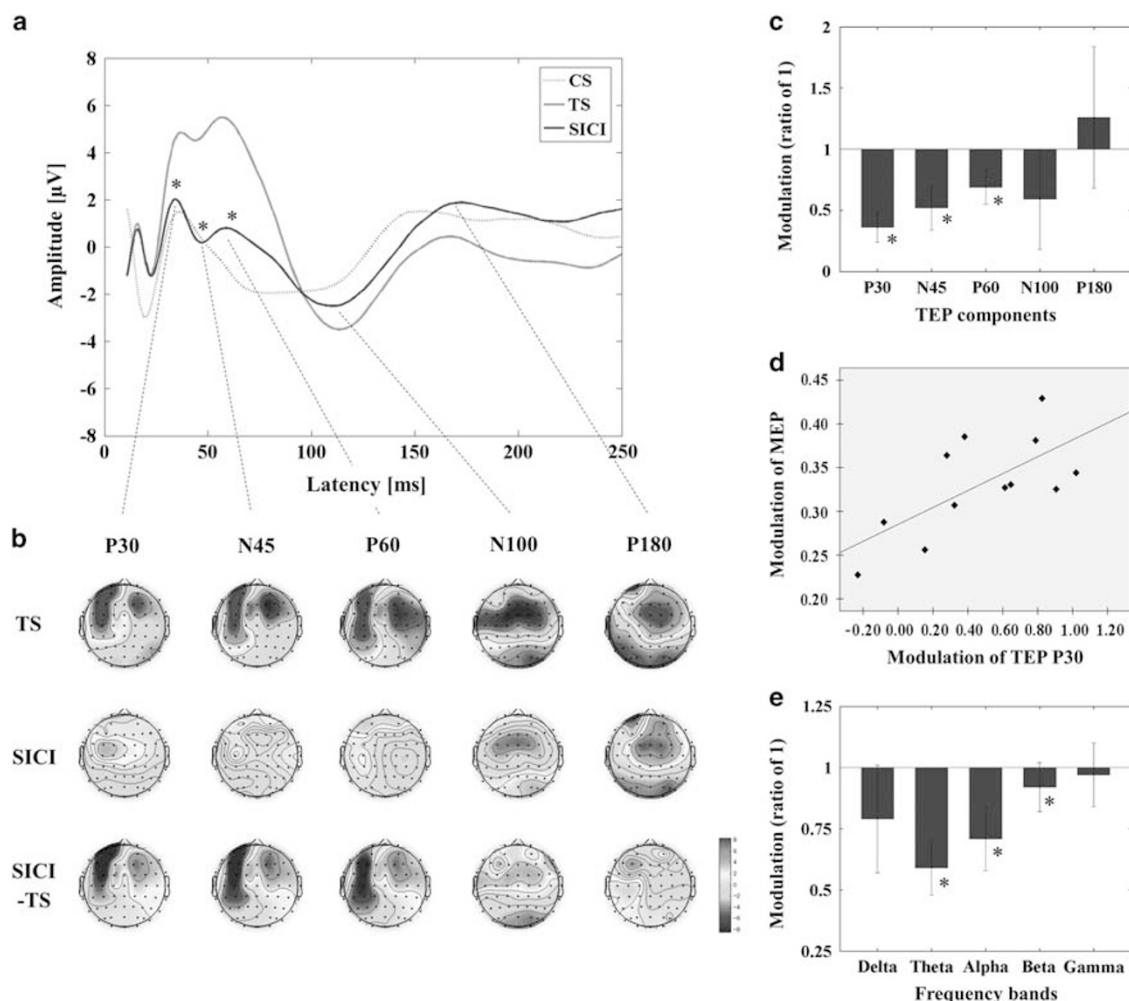 a
8
6
4
2
0
-2
-4
-6
-8
Amplitude [µV]
CS
TS
SICI
*
*
*
0 50 100 150 200 250
Latency [ms]
b
P30 N45 P60 N100 P180
TS
SICI
SICI
-TS
c
2
1.5
1
0.5
0
Modulation (ratio of 1)
*
*
*
P30 N45 P60 N100 P180
TEP components
d
0.45
0.40
0.35
0.30
0.25
0.20
Modulation of MEP
-0.20 0.00 0.20 0.40 0.60 0.80 1.00 1.20
Modulation of TEP P30
e
1.25
1
0.75
0.5
0.25
Modulation (ratio of 1)
*
*
*
Delta Theta Alpha Beta Gamma
Frequency bands